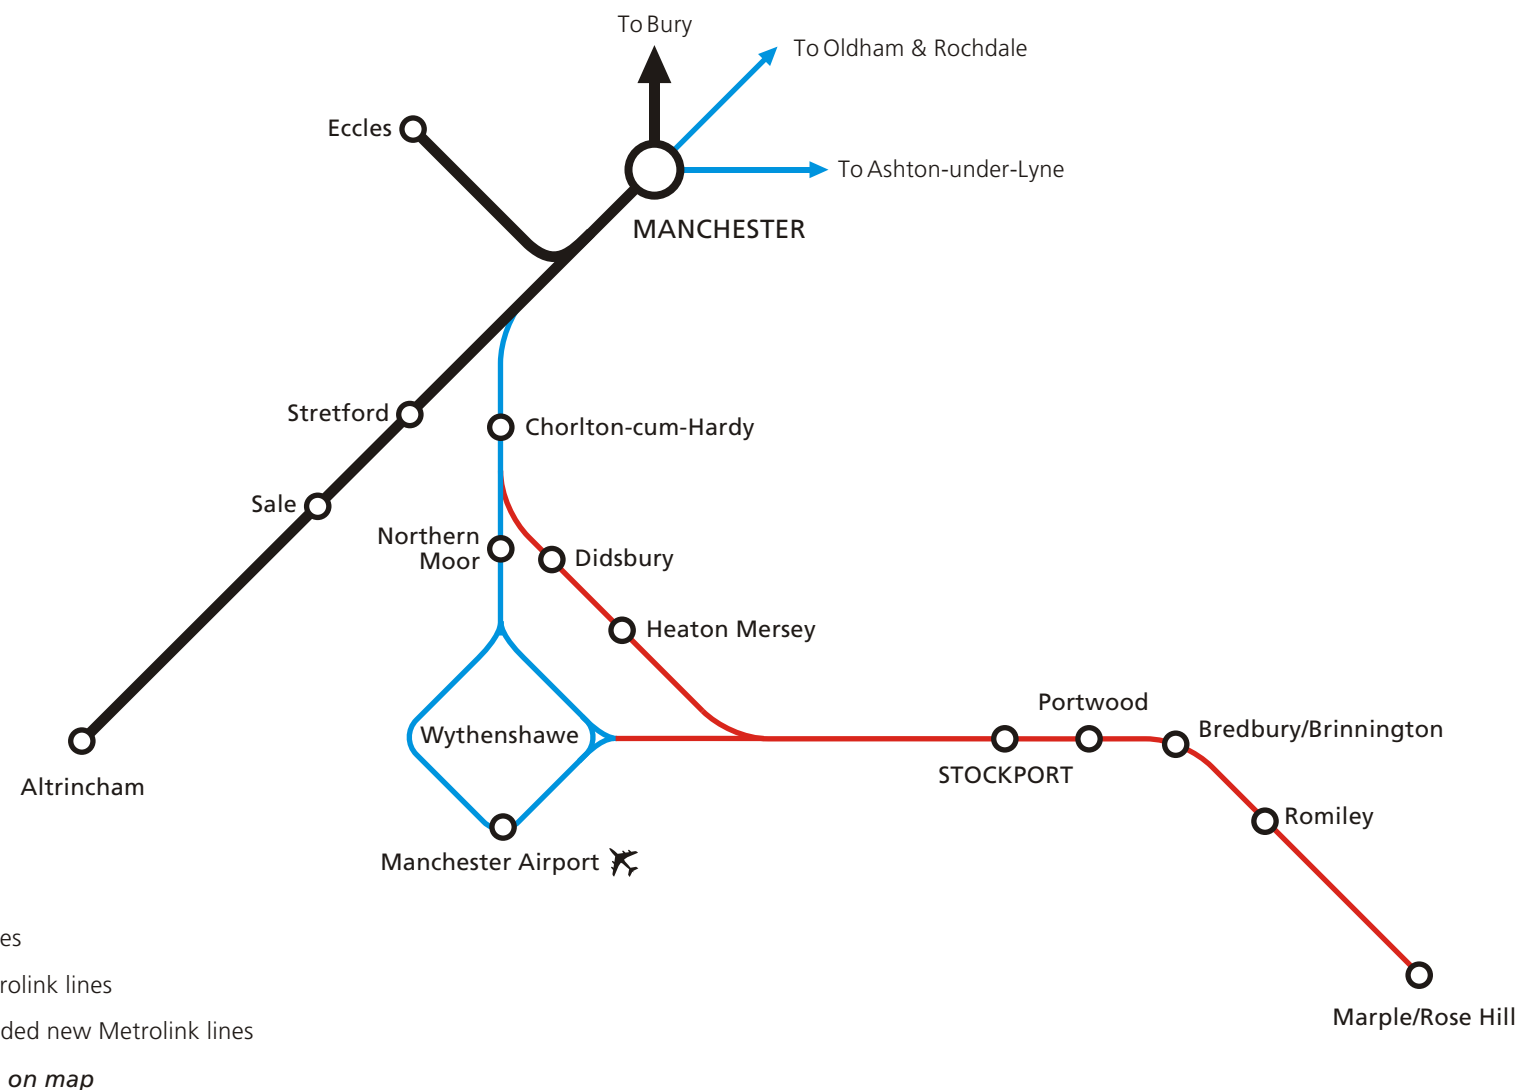 To Bury
To Oldham & Rochdale
Eccles
To Ashton-under-Lyne
MANCHESTER
Stretford
Chorlton-cum-Hardy
Sale
Northern
Moor
Didsbury
Heaton Mersey
Portwood
Bredbury/Brinnington
Wythenshawe
STOCKPORT
Altrincham
Romiley
Manchester Airport
es
rolink lines
Marple/Rose Hill
ded new Metrolink lines
on map